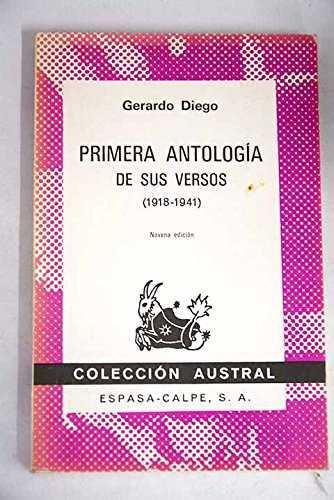 Gerardo Diego
PRIMERA ANTOLOGÍA
DE SUS VERSOS
(1918-1941)
Novena edición
COLECCIÓN AUSTRAL
ESPASA-CALPE, S. A.